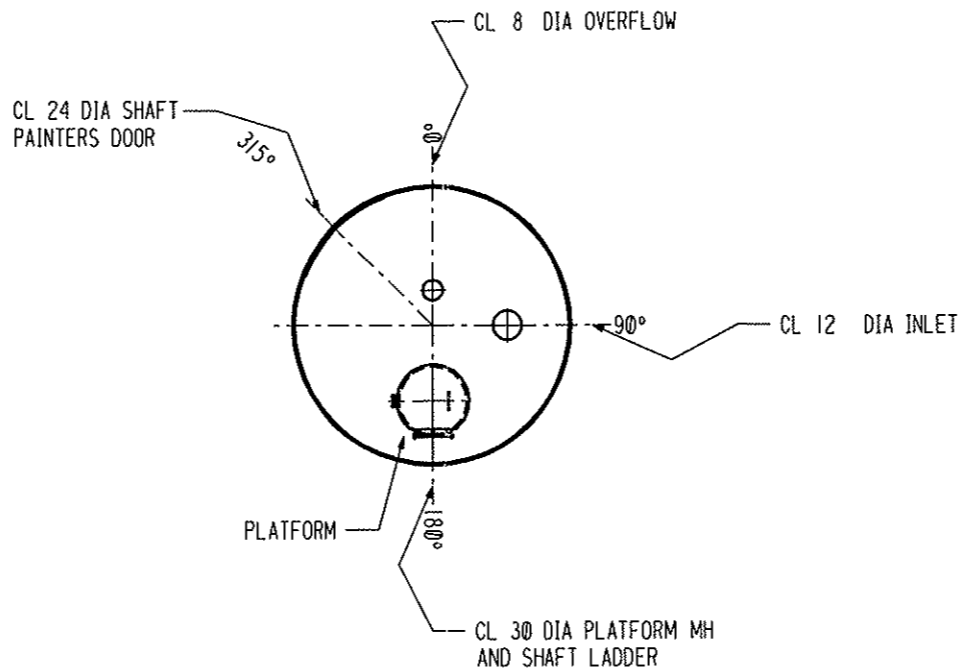 CL 8 DIA OVERFLOW
CL 24 DIA SHAFT
PAINTERS DOOR
315°
0°
90°
CL 12 DIA INLET
PLATFORM
180°
CL 30 DIA PLATFORM MH
AND SHAFT LADDER